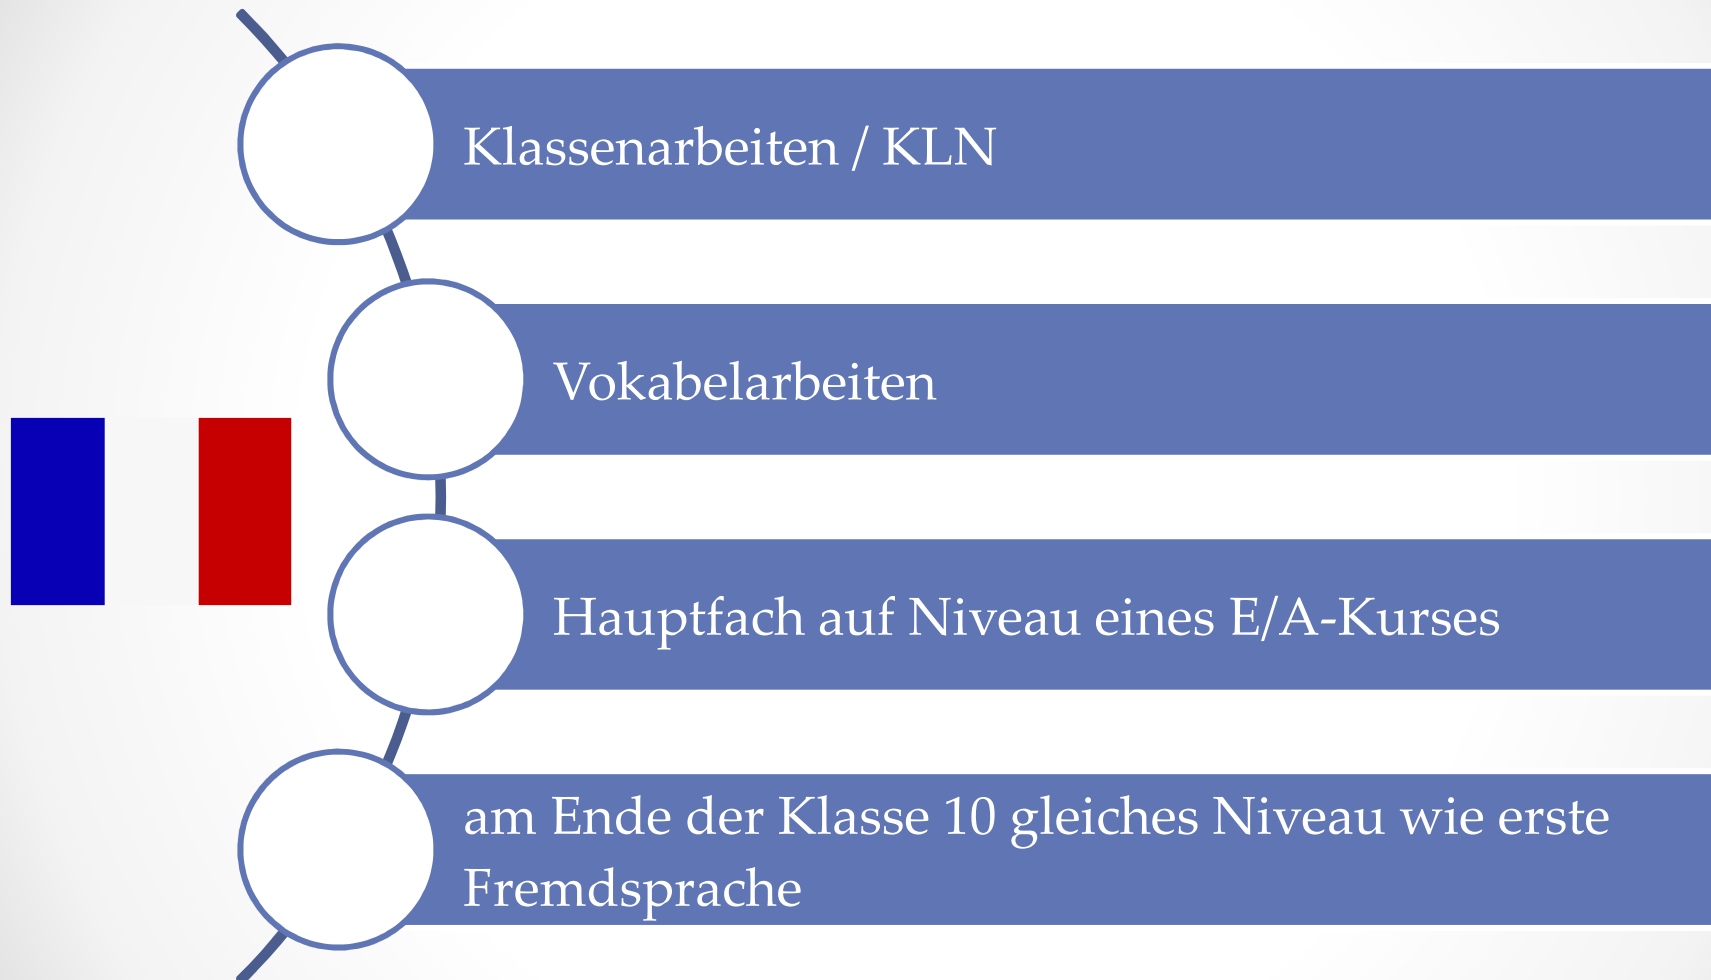 Klassenarbeiten / KLN
Vokabelarbeiten
Hauptfach auf Niveau eines E/A-Kurses
am Ende der Klasse 10 gleiches Niveau wie erste
Fremdsprache